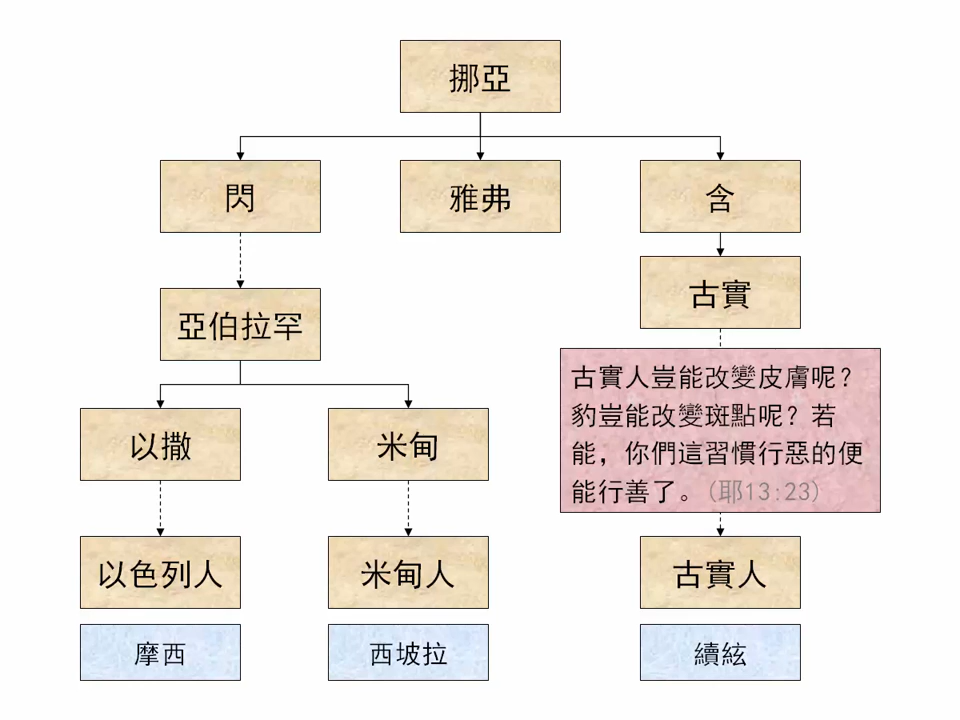 挪亞
閃
雅弗
含
古實
亞伯拉罕
古實人豈能改變皮膚呢？
豹豈能改變斑點呢？若
能，你們這習慣行惡的便
能行善了。(耶13:23)
以撒
米甸
以色列人
米甸人
古實人
摩西
西坡拉
續絃